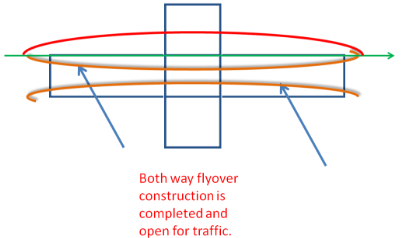 Both way flyover
construction is
completed and
open for traffic.